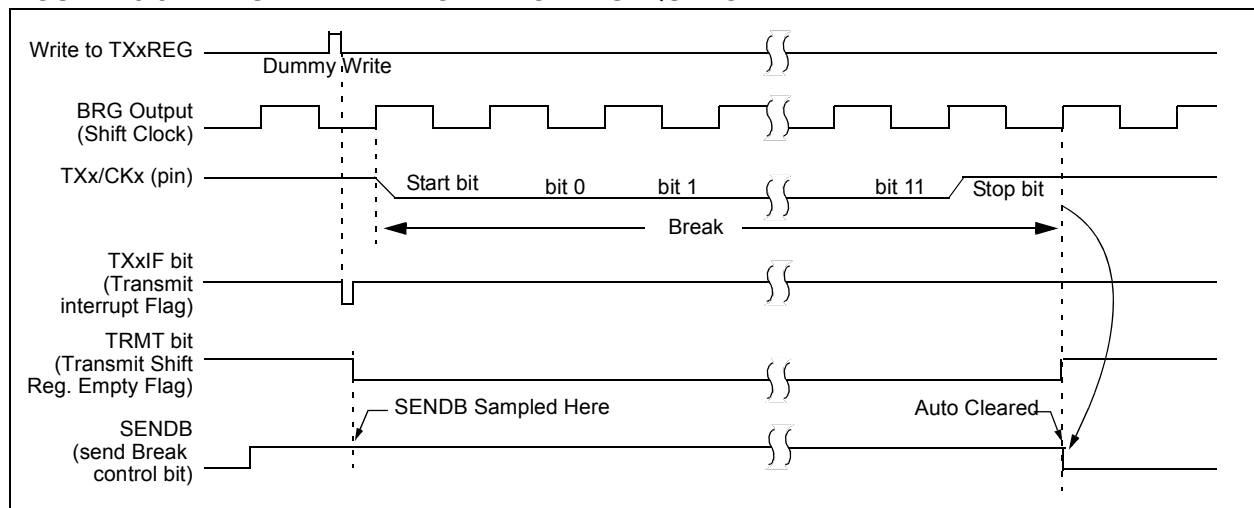 Write to TXxREG
Dummy Write
BRG Output
(Shift Clock)
TXx/CKx (pin)
Start bit
bit 0
bit 1
bit 11
Stop bit
Break
TXxIF bit
(Transmit
interrupt Flag)
TRMT bit
(Transmit Shift
Reg. Empty Flag)
SENDB Sampled Here
Auto Cleared
SENDB
(send Break
control bit)